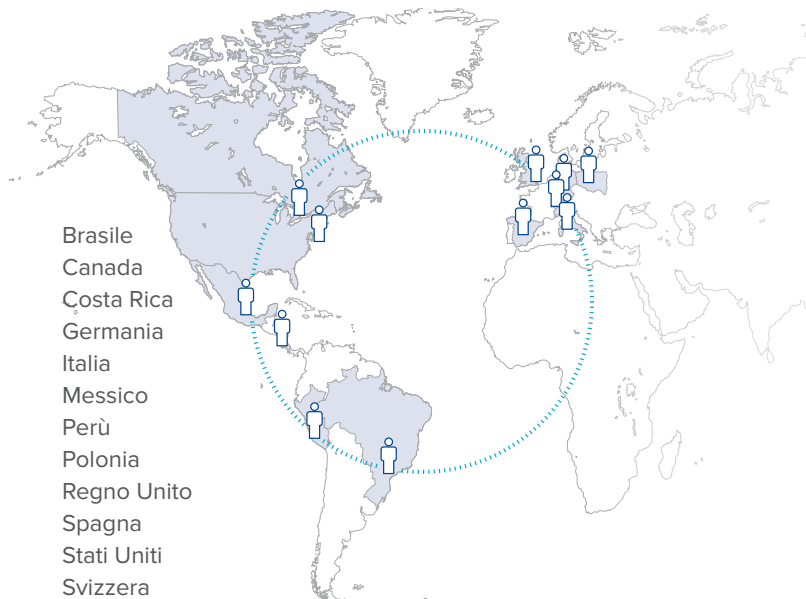 Brasile
Canada
Costa Rica
Germania
Italia
Messico
Perù
Polonia
Regno Unito
Spagna
Stati Uniti
Svizzera